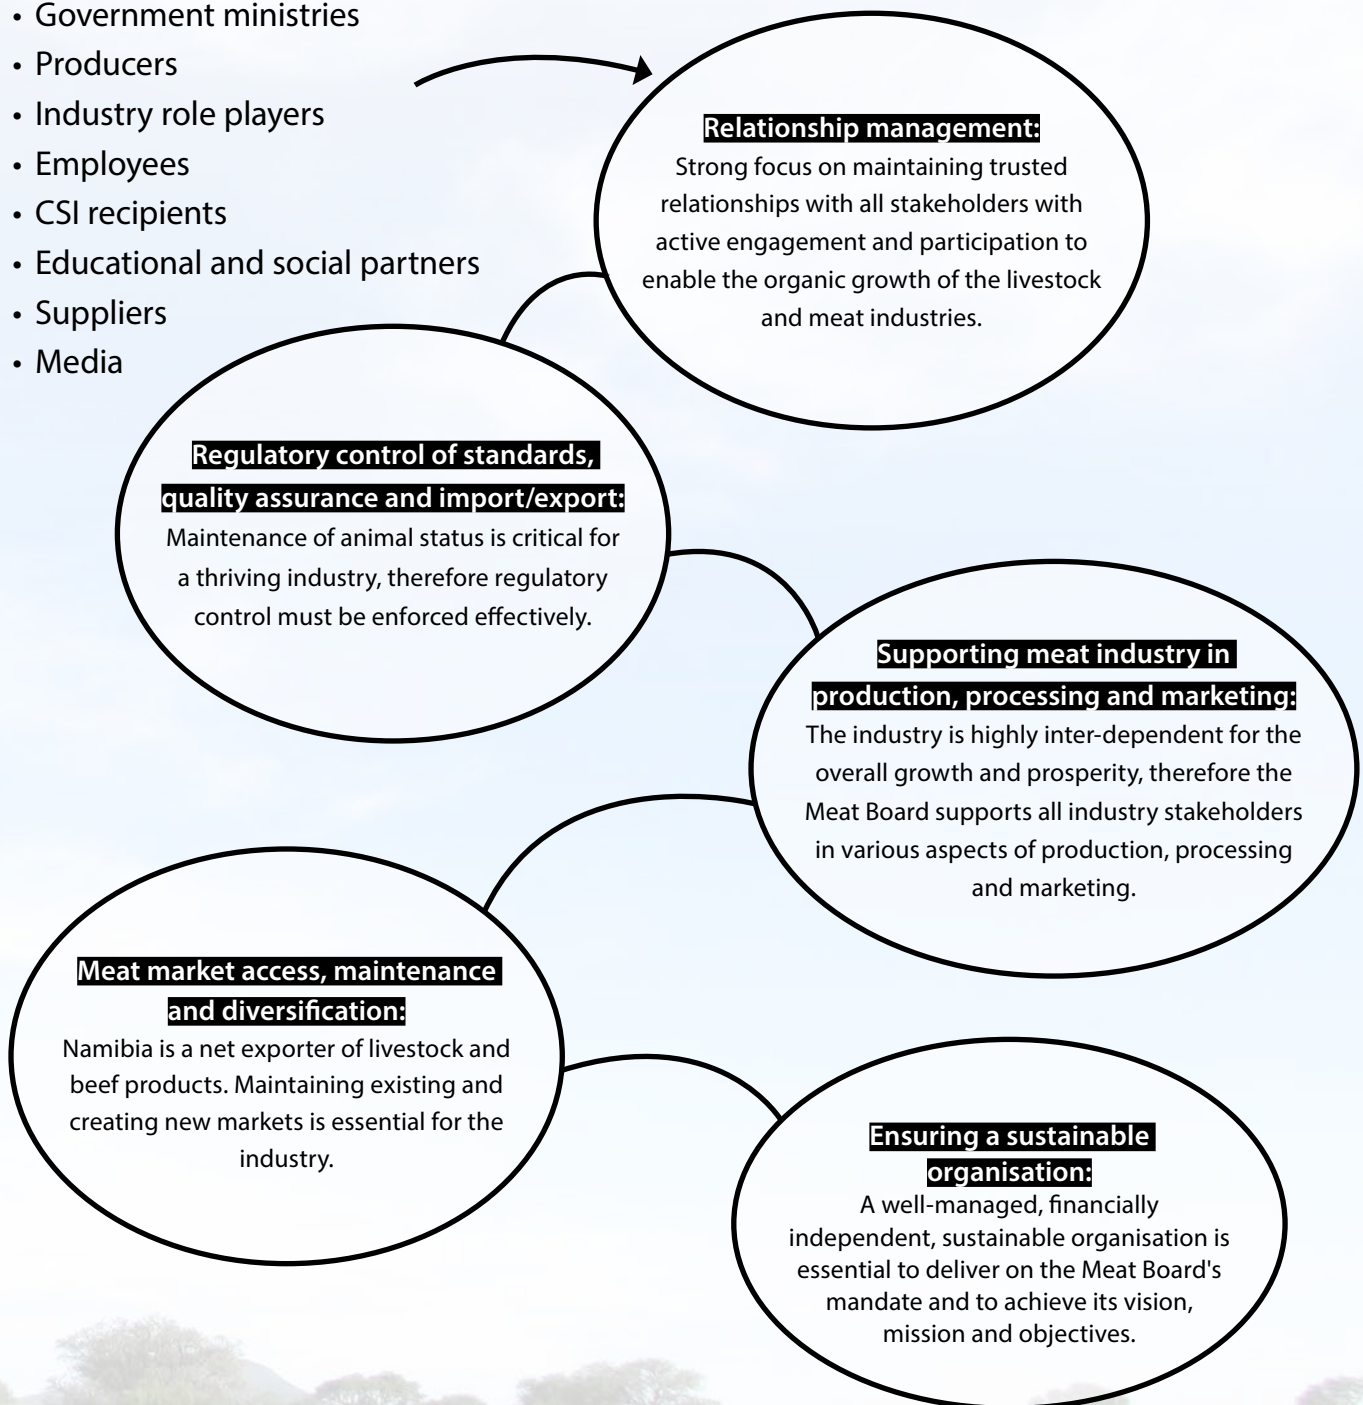 • Government ministries
• Producers
• Industry role players
• Employees
• CSI recipients
• Educational and social partners
• Suppliers
• Media
Relationship management:
Strong focus on maintaining trusted
relationships with all stakeholders with
active engagement and participation to
enable the organic growth of the livestock
and meat industries.
Regulatory control of standards,
quality assurance and import/export:
Maintenance of animal status is critical for
a thriving industry, therefore regulatory
control must be enforced effectively.
Supporting meat industry in
production, processing and marketing:
The industry is highly inter-dependent for the
overall growth and prosperity, therefore the
Meat Board supports all industry stakeholders
in various aspects of production, processing
and marketing.
Meat market access, maintenance
and diversification:
Namibia is a net exporter of livestock and
beef products. Maintaining existing and
creating new markets is essential for the
industry.
Ensuring a sustainable
organisation:
A well-managed, financially
independent, sustainable organisation is
essential to deliver on the Meat Board's
mandate and to achieve its vision,
mission and objectives.